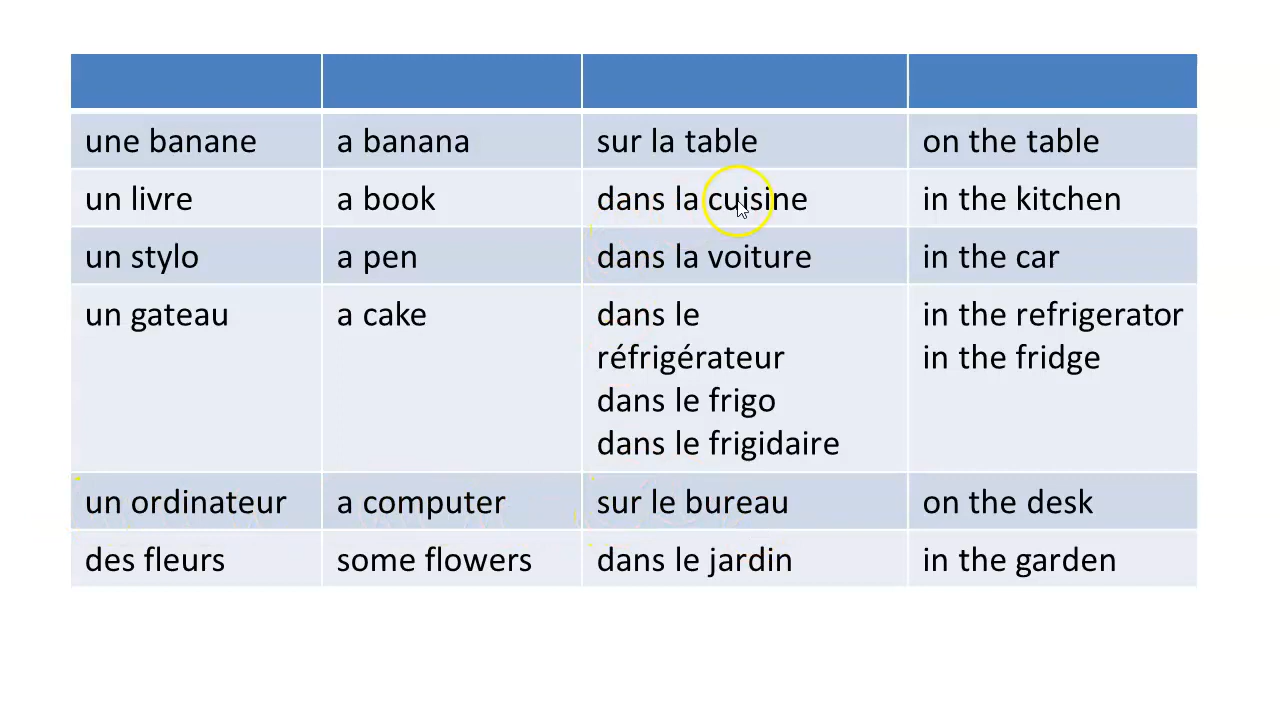 une banane a banana sur la table on the table
un livre a book dans la cuisine in the kitchen
un stylo a pen dans la voiture in the car
un gateau a cake dans le in the refrigerator
réfrigérateur in the fridge
dans le frigo
dans le frigidaire
un ordinateur a computer sur le bureau on the desk
des fleurs some flowers dans le jardin in the garden